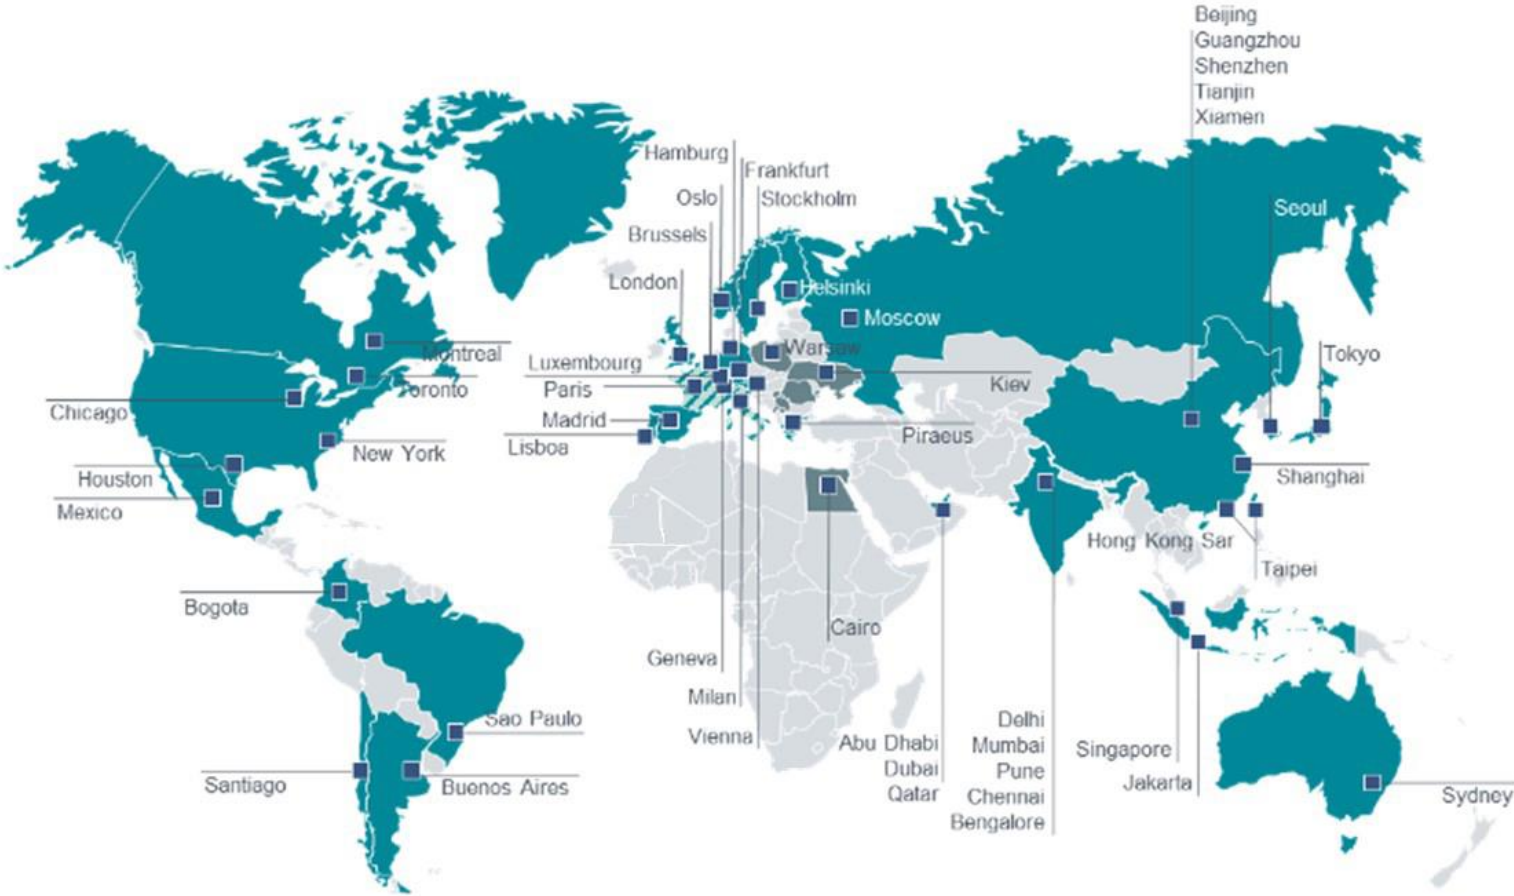 Beijing
Guangzhou
Shenzhen
Tianjin
Xiamen
Hamburg
Frankfurt
Oslo
Stockholm
Seoul
Brussels
London
Helsinki
Moscow
Montreal
Warsaw
Tokyo
Luxembourg
Toronto
Paris
Kiev
Chicago
Madrid
Piraeus
Lisboa
New York
Houston
Shanghai
Mexico
Hong Kong Sar
Taipei
Bogota
Cairo
Geneva
Milan
Sao Paulo
Vienna
Abu Dhabi
Dubai
Qatar
Delhi
Mumbai
Pune
Chennai
Bengalore
Singapore
Jakarta
Santiago
Buenos Aires
Sydney